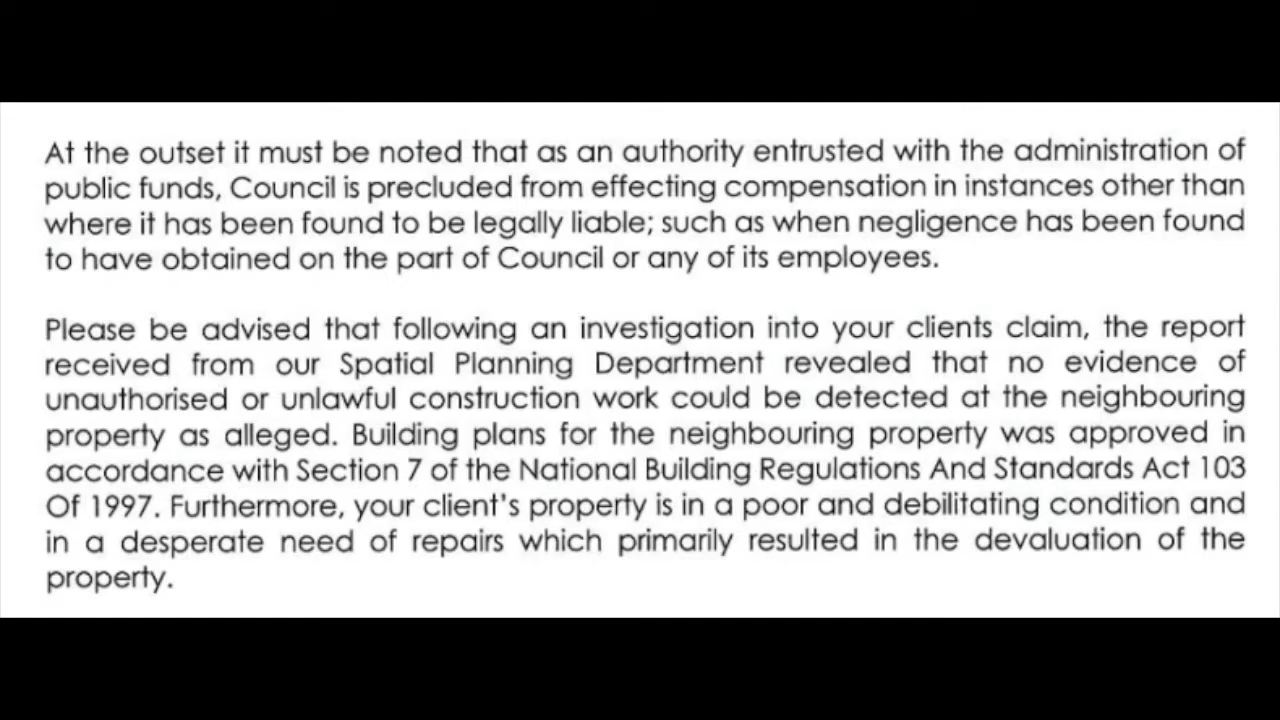 At the outset it must be noted that as an authority entrusted with the administration of
public funds, Council is precluded from effecting compensation in instances other than
where it has been found to be legally liable; such as when negligence has been found
to have obtained on the part of Council or any of its employees.
Please be advised that following an investigation into your clients claim, the report
received from our Spatial Planning Department revealed that no evidence of
unauthorised or unlawful construction work could be detected at the neighbouring
property as alleged. Building plans for the neighbouring property was approved in
accordance with Section 7 of the National Building Regulations And Standards Act 103
Of 1997. Furthermore, your client's property is in a poor and debilitating condition and
in a desperate need of repairs which primarily resulted in the devaluation of the
property.